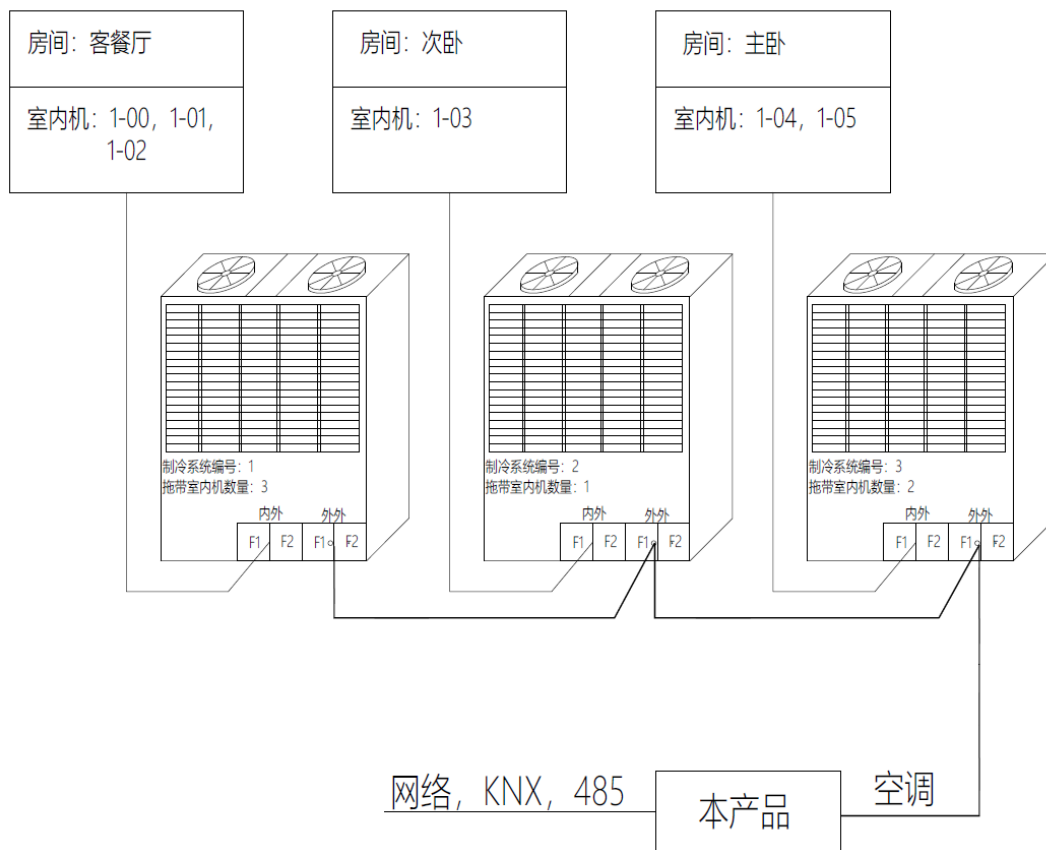 房间：客餐厅
室内机：1-00，1-01，
1-02
房间：次卧
室内机：1-03
房间：主卧
室内机：1-04，1-05
制冷系统编号：1
拖带室内机数量：3
内外 外外
F1 F2 F1 F2
制冷系统编号：2
拖带室内机数量：1
内外 外外
F1 F2 F1 F2
制冷系统编号：3
拖带室内机数量：2
内外 外外
F1 F2 F1 F2
网络，KNX，485
本产品
空调